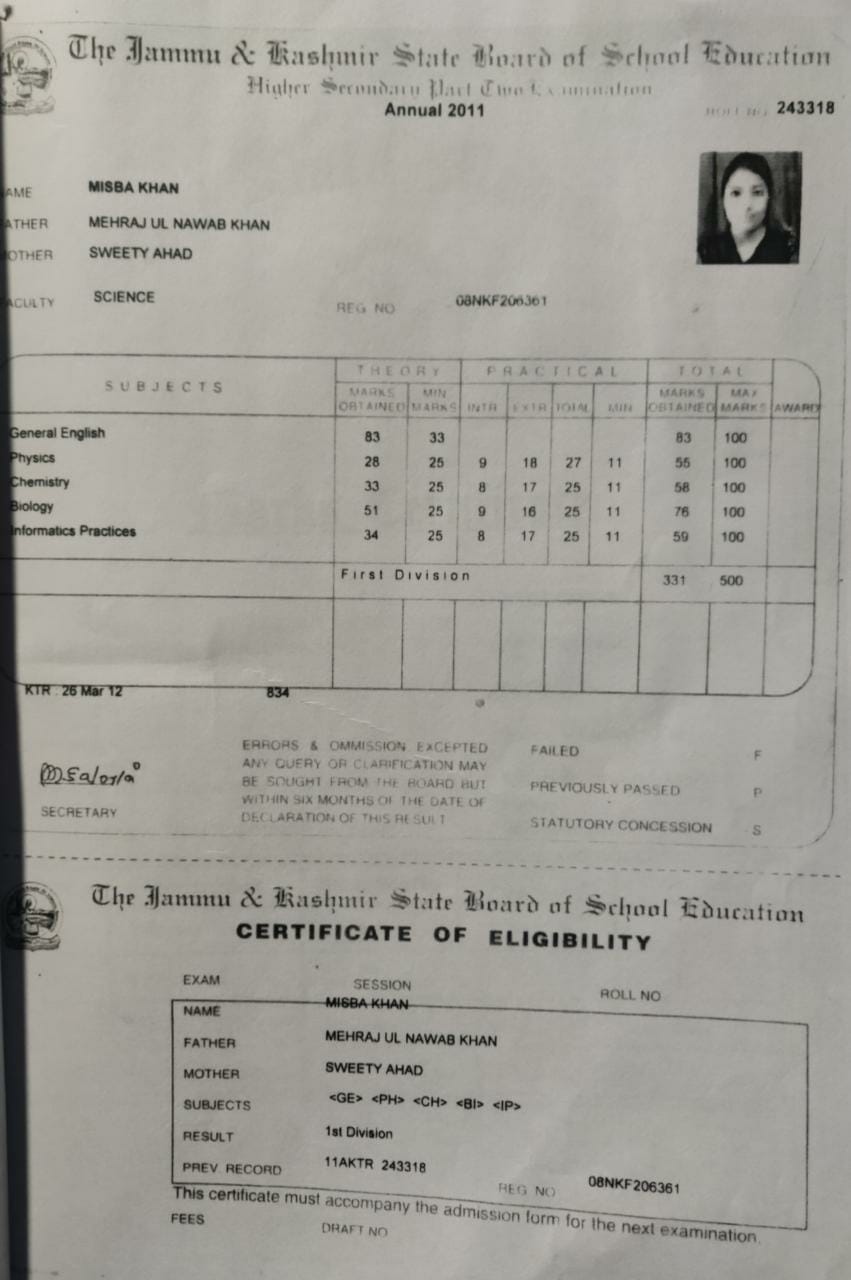 The Jammu & Kashmir State Board of School Education
Higher Secondary Part Two Examination
Annual 2011
ROLL NO. 243318
AME MISBA KHAN
ATHER MEHRAJ UL NAWAB KHAN
OTHER SWEETY AHAD
ACULTY SCIENCE REG NO 08NKF206361
SUBJECTS THEORY PRACTICAL TOTAL
MARKS OBTAINED MIN MARKS INTR EXTR TOTAL MIN MARKS OBTAINED MAX MARKS AWARD
General English 83 33 83 100
Physics 28 25 9 18 27 11 55 100
Chemistry 33 25 8 17 25 11 58 100
Biology 51 25 9 16 25 11 76 100
Informatics Practices 34 25 8 17 25 11 59 100
First Division 331 500
KTR . 26 Mar 12 834
ERRORS & OMMISSION EXCEPTED
ANY QUERY OR CLARIFICATION MAY
BE SOUGHT FROM THE BOARD BUT
WITHIN SIX MONTHS OF THE DATE OF
DECLARATION OF THIS RESULT
SECRETARY
FAILED F
PREVIOUSLY PASSED P
STATUTORY CONCESSION S
The Jammu & Kashmir State Board of School Education
CERTIFICATE OF ELIGIBILITY
EXAM SESSION ROLL NO
NAME MISBA KHAN
FATHER MEHRAJ UL NAWAB KHAN
MOTHER SWEETY AHAD
SUBJECTS <GE> <PH> <CH> <BI> <IP>
RESULT 1st Division
PREV. RECORD 11AKTR 243318 REG NO 08NKF206361
This certificate must accompany the admission form for the next examination.
FEES DRAFT NO